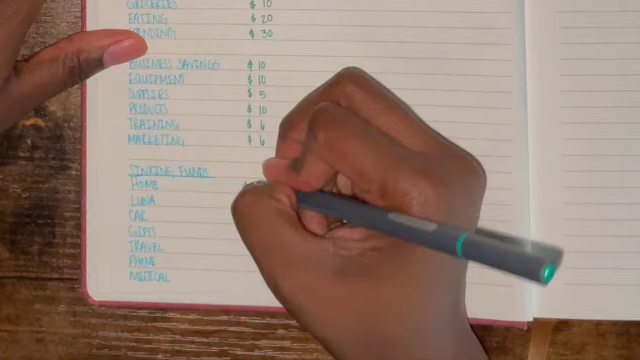 GROCERIES $ 10
EATING $ 20
$ 30
BUSINESS SAVINGS $ 10
EQUIPMENT $ 10
SUPPLIES $ 5
PRODUCTS $ 10
TRAINING $ 6
MARKETING $ 6
SINKING FUNDS
HOME $
LUNA
CAR
GIFTS
TRAVEL
PHONE
MEDICAL